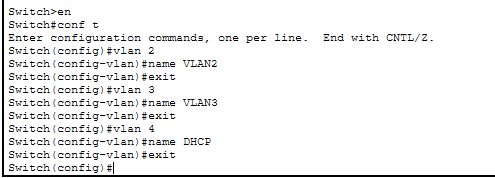 Switch>en
Switch#conf t
Enter configuration commands, one per line.  End with CNTL/Z.
Switch(config)#vlan 2
Switch(config-vlan)#name VLAN2
Switch(config-vlan)#exit
Switch(config)#vlan 3
Switch(config-vlan)#name VLAN3
Switch(config-vlan)#exit
Switch(config)#vlan 4
Switch(config-vlan)#name DHCP
Switch(config-vlan)#exit
Switch(config)#